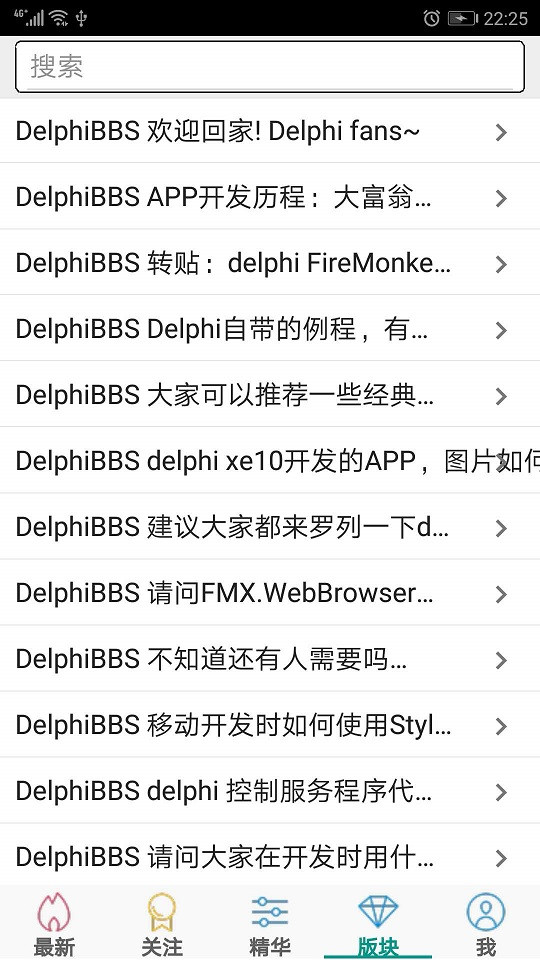 4G+
22:25
搜索
DelphiBBS 欢迎回家! Delphi fans~
DelphiBBS APP开发历程：大富翁...
DelphiBBS 转贴：delphi FireMonke...
DelphiBBS Delphi自带的例程，有...
DelphiBBS 大家可以推荐一些经典...
DelphiBBS delphi xe10开发的APP，图片如何
DelphiBBS 建议大家都来罗列一下d...
DelphiBBS 请问FMX.WebBrowser...
DelphiBBS 不知道还有人需要吗...
DelphiBBS 移动开发时如何使用Styl...
DelphiBBS delphi 控制服务程序代...
DelphiBBS 请问大家在开发时用什...
最新 关注 精华 版块 我